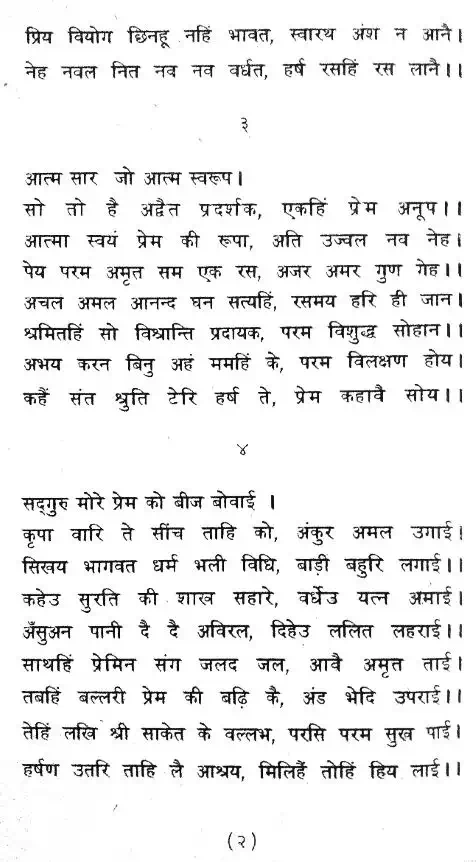 प्रिय वियोग छिनहू नहिं भावत, स्वारथ अंश न आनै।
नेह नवल नित नव नव वर्धत, हर्ष रसहिं रस लानै।।
३
आत्म सार जो आत्म स्वरूप।
सो तो है अद्वैत प्रदर्शक, एकहिं प्रेम अनूप।।
आत्मा स्वयं प्रेम की रूपा, अति उज्वल नव नेह।
पेय परम अमृत सम एक रस, अजर अमर गुण गेह।।
अचल अमल आनन्द घन सत्यहिं, रसमय हरि ही जान।
श्रमितहिं सो विश्रान्ति प्रदायक, परम विशुद्ध सोहान।।
अभय करन बिनु अहं ममहिं के, परम विलक्षण होय।
कहैं संत श्रुति टेरि हर्ष ते, प्रेम कहावै सोय।।
४
सद्‌गुरु मोरे प्रेम को बीज बोवाई ।
कृपा वारि ते सींच ताहि को, अंकुर अमल उगाई।
सिखय भागवत धर्म भली विधि, बाड़ी बहुरि लगाई।।
कहेउ सुरति की शाख सहारे, वर्धेउ यत्न अमाई।
अँसुअन पानी दै दै अविरल, दिहेउ ललित लहराई।।
साथहिं प्रेमिन संग जलद जल, आवै अमृत ताई।
तबहिं बल्लरी प्रेम की बढ़ि कै, अंड भेदि उपराई।।
तेहिं लखि श्री साकेत के वल्लभ, परसि परम सुख पाई।
हर्षण उतरि ताहि लै आश्रय, मिलिहैं तोहिं हिय लाई।।
(२)